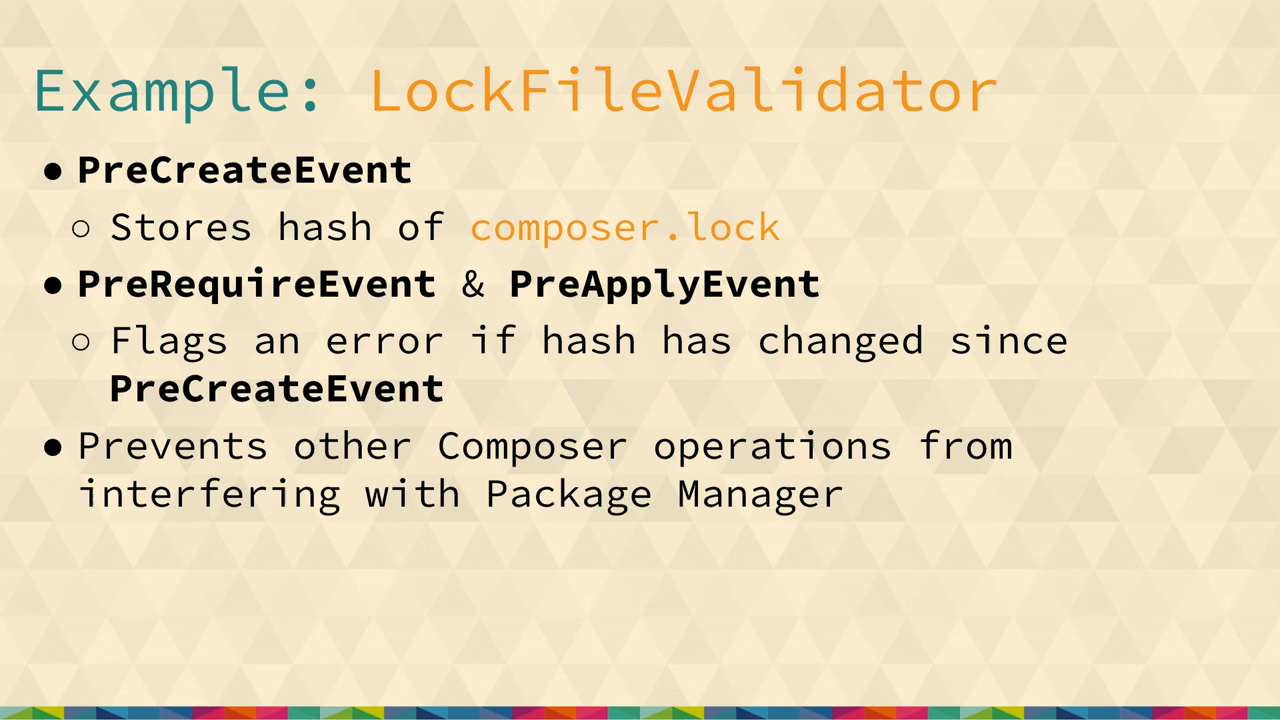 Example: LockFileValidator
● PreCreateEvent
○ Stores hash of composer.lock
● PreRequireEvent & PreApplyEvent
○ Flags an error if hash has changed since
PreCreateEvent
● Prevents other Composer operations from
interfering with Package Manager